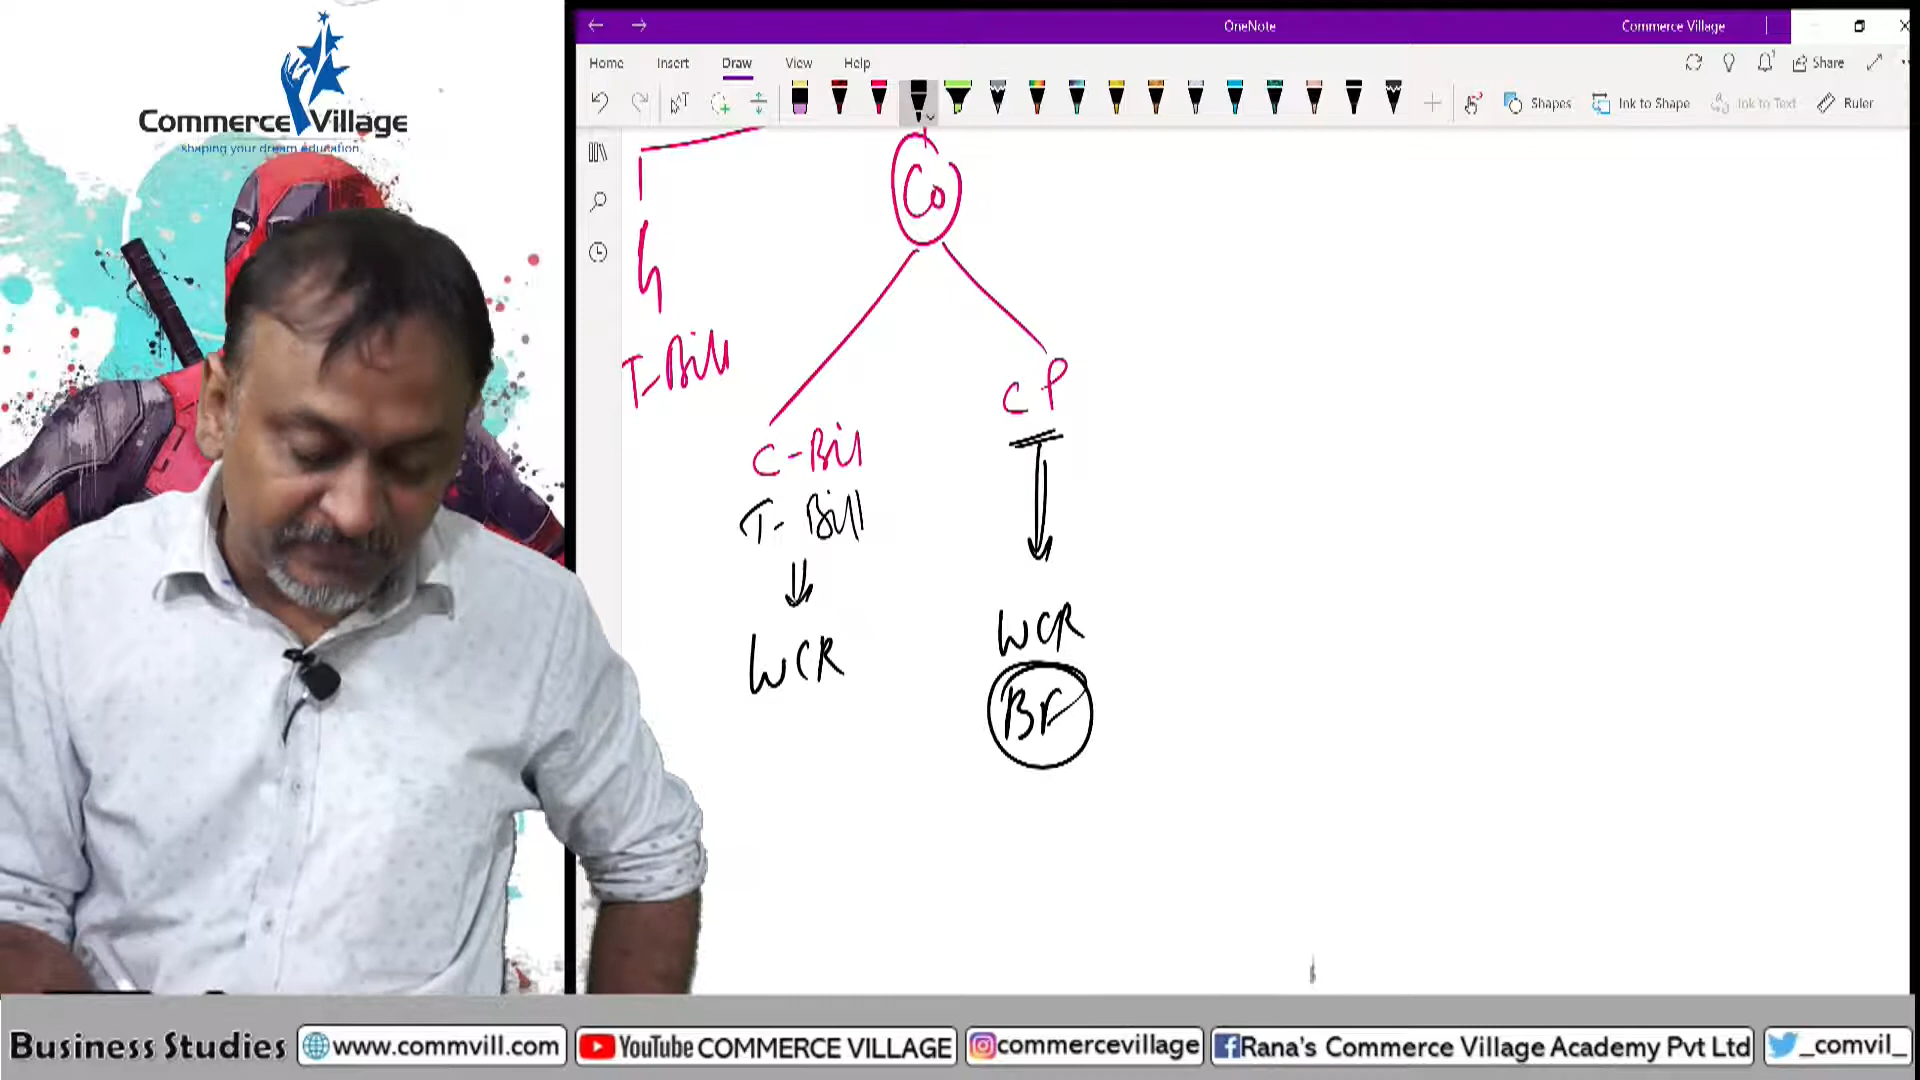 Commerce Village
shaping your dream education
OneNote
Commerce Village
Home Insert Draw View Help
Share
Shapes
Ink to Shape
Ink to Text
Ruler
Co
G
T-Bill
CP
C-Bill
T-Bill
WCR
WCR
BF
Business Studies
www.commvill.com
YouTube COMMERCE VILLAGE
commercevillage
Rana's Commerce Village Academy Pvt Ltd
_comvil_